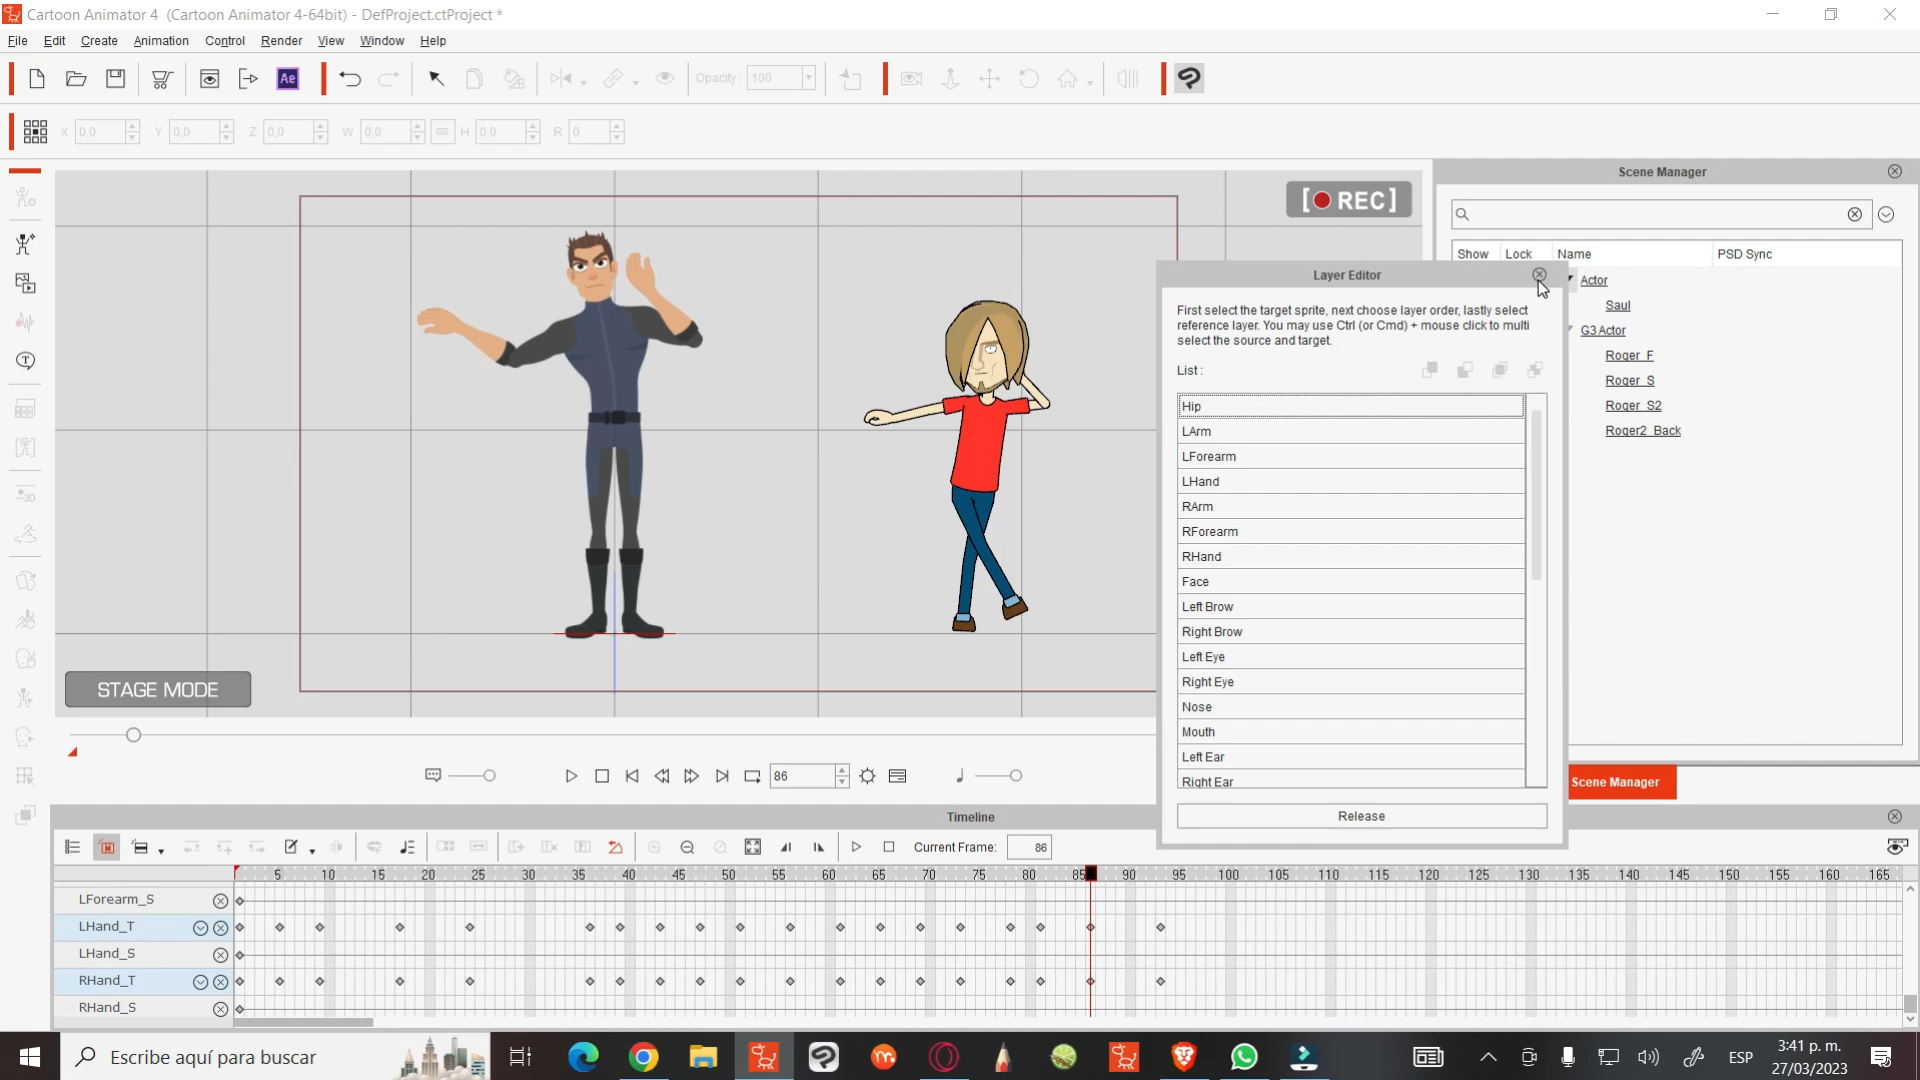 Cartoon Animator 4  (Cartoon Animator 4-64bit) - DefProject.ctProject *
File Edit Create Animation Control Render View Window Help
Ae Opacity: 100
X 0,0 Y 0,0 Z 0,0 W 0,0 H 0,0 R 0
Scene Manager
[ REC ]
Show Lock Name PSD Sync
Actor
Saul
G3 Actor
Roger_F
Roger_S
Roger_S2
Roger2_Back
Layer Editor
First select the target sprite, next choose layer order, lastly select
reference layer. You may use Ctrl (or Cmd) + mouse click to multi
select the source and target.
List :
Hip
LArm
LForearm
LHand
RArm
RForearm
RHand
Face
Left Brow
Right Brow
Left Eye
Right Eye
Nose
Mouth
Left Ear
Right Ear
Release
STAGE MODE
86
Scene Manager
Timeline
Current Frame: 86
5 10 15 20 25 30 35 40 45 50 55 60 65 70 75 80 85 90 95 100 105 110 115 120 125 130 135 140 145 150 155 160 165
LForearm_S
LHand_T
LHand_S
RHand_T
RHand_S
Escribe aquí para buscar
ESP
3:41 p. m.
27/03/2023